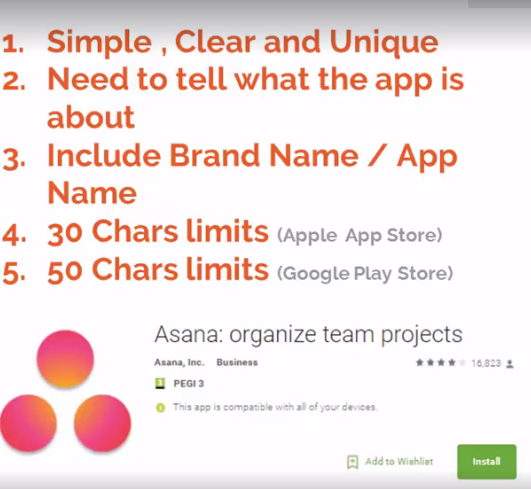 1. Simple , Clear and Unique
2. Need to tell what the app is
about
3. Include Brand Name / App
Name
4. 30 Chars limits (Apple App Store)
5. 50 Chars limits (Google Play Store)
Asana: organize team projects
Asana, Inc. Business 16,823
PEGI 3
This app is compatible with all of your devices.
Add to Wishlist Install